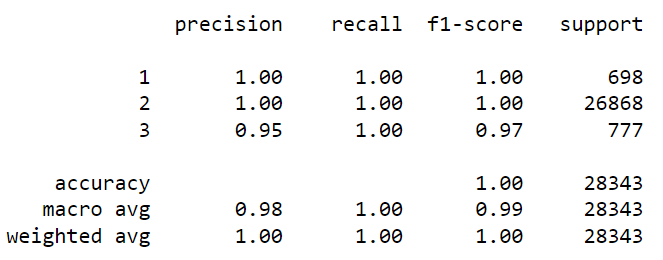 precision recall f1-score support
1 1.00 1.00 1.00 698
2 1.00 1.00 1.00 26868
3 0.95 1.00 0.97 777
accuracy 1.00 28343
macro avg 0.98 1.00 0.99 28343
weighted avg 1.00 1.00 1.00 28343